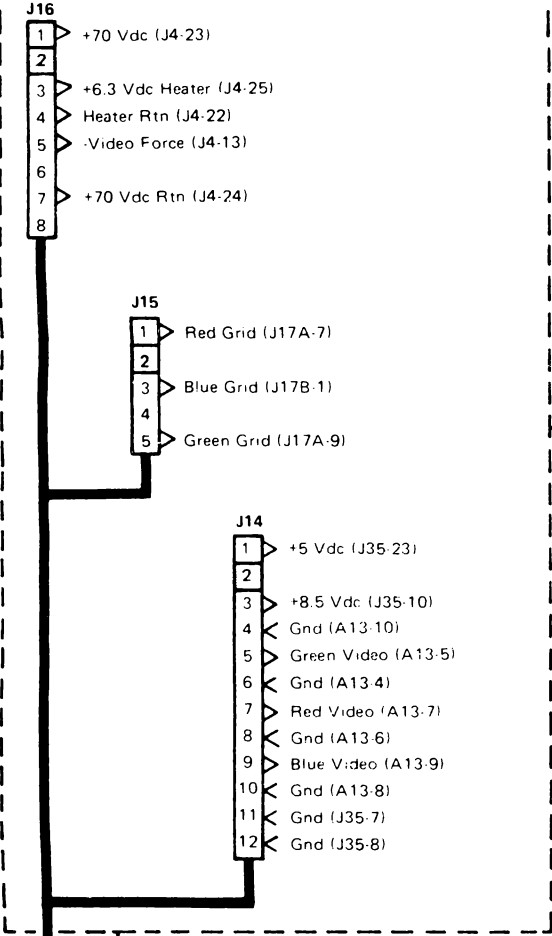 J16
1 +70 Vdc (J4-23)
2
3 +6.3 Vdc Heater (J4-25)
4 Heater Rtn (J4-22)
5 -Video Force (J4-13)
6
7 +70 Vdc Rtn (J4-24)
8
J15
1 Red Grid (J17A-7)
2
3 Blue Grid (J17B-1)
4
5 Green Grid (J17A-9)
J14
1 +5 Vdc (J35-23)
2
3 +8.5 Vdc (J35-10)
4 Gnd (A13-10)
5 Green Video (A13-5)
6 Gnd (A13-4)
7 Red Video (A13-7)
8 Gnd (A13-6)
9 Blue Video (A13-9)
10 Gnd (A13-8)
11 Gnd (J35-7)
12 Gnd (J35-8)